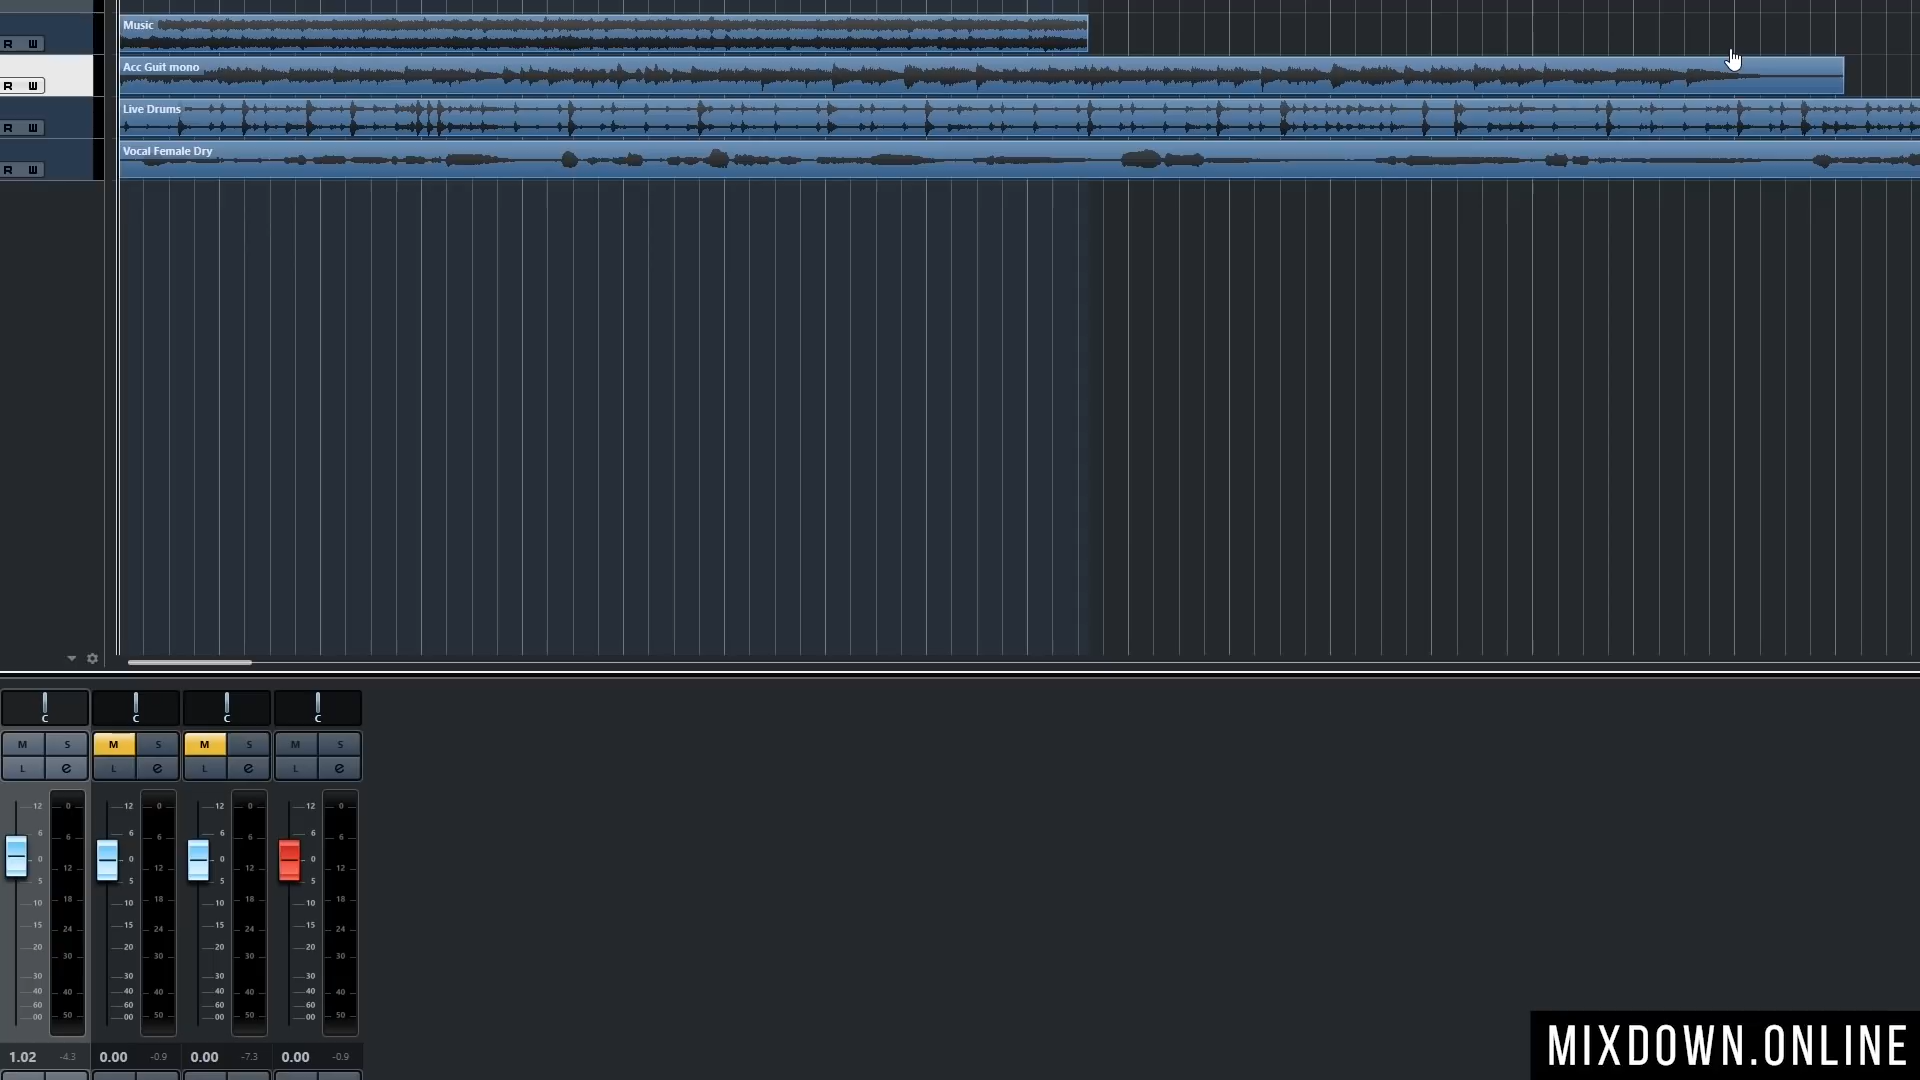 Music
R W
Acc Guit mono
R W
Live Drums
R W
Vocal Female Dry
R W
C C C C
M S M S M S M S
L e L e L e L e
12 0 12 0 12 0 12 0
6 6 6 6 6 6 6 6
0 12 0 12 0 12 0 12
5 5 5 5
10 18 10 18 10 18 10 18
15 24 15 24 15 24 15 24
20 30 20 30 20 30 20 30
30 30 30 30
40 40 40 40 40 40 40 40
60 60 60 60
00 50 00 50 00 50 00 50
1.02 -4.3 0.00 -0.9 0.00 -7.3 0.00 -0.9
MIXDOWN.ONLINE